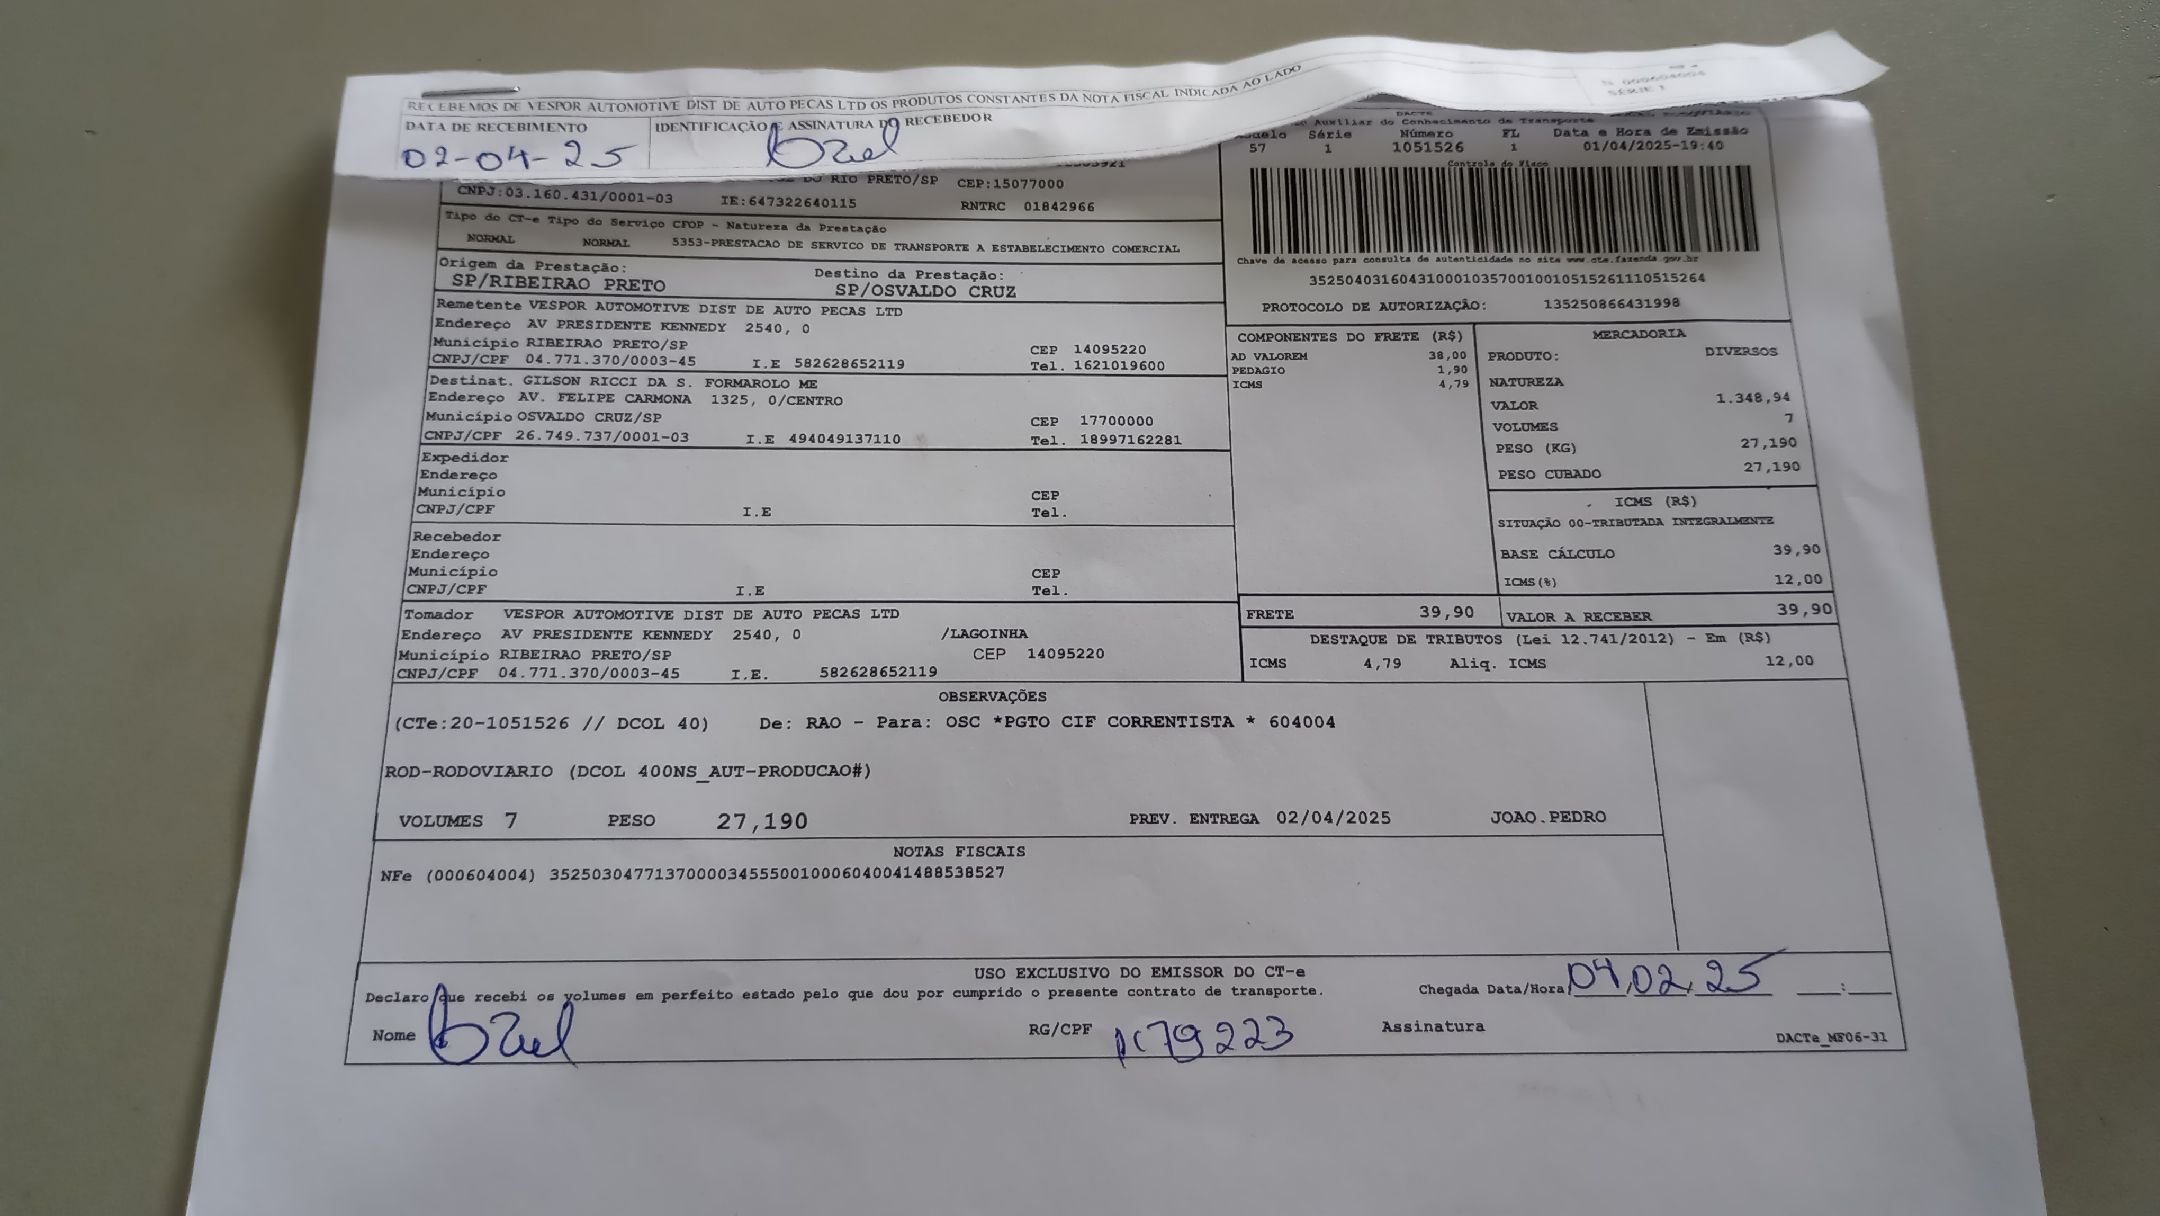 RECEBEMOS DE VESPOR AUTOMOTIVE DIST DE AUTO PECAS LTD OS PRODUTOS CONSTANTES DA NOTA FISCAL INDICADA AO LADO
N 000604004
SÉRIE 1
DATA DE RECEBIMENTO IDENTIFICAÇÃO E ASSINATURA DO RECEBEDOR
02-04-25
DACTE
Auxiliar do Conhecimento de Transporte
Série Número FL Data e Hora de Emissão
57 1 1051526 1 01/04/2025-19:40
Controle do Fisco
DO RIO PRETO/SP CEP:15077000
CNPJ:03.160.431/0001-03 IE:647322640115 RNTRC 01842966
Tipo do CT-e Tipo do Serviço CFOP - Natureza da Prestação
NORMAL NORMAL 5353-PRESTACAO DE SERVICO DE TRANSPORTE A ESTABELECIMENTO COMERCIAL
Chave de acesso para consulta de autenticidade no site www.cte.fazenda.gov.br
35250403160431000103570010010515261110515264
PROTOCOLO DE AUTORIZAÇÃO: 135250866431998
Origem da Prestação: Destino da Prestação:
SP/RIBEIRAO PRETO SP/OSVALDO CRUZ
Remetente VESPOR AUTOMOTIVE DIST DE AUTO PECAS LTD
Endereço AV PRESIDENTE KENNEDY 2540, 0
Município RIBEIRAO PRETO/SP CEP 14095220
CNPJ/CPF 04.771.370/0003-45 I.E 582628652119 Tel. 1621019600
Destinat. GILSON RICCI DA S. FORMAROLO ME
Endereço AV. FELIPE CARMONA 1325, 0/CENTRO
Município OSVALDO CRUZ/SP CEP 17700000
CNPJ/CPF 26.749.737/0001-03 I.E 494049137110 Tel. 18997162281
Expedidor
Endereço
Município CEP
CNPJ/CPF I.E Tel.
Recebedor
Endereço
Município CEP
CNPJ/CPF I.E Tel.
Tomador VESPOR AUTOMOTIVE DIST DE AUTO PECAS LTD
Endereço AV PRESIDENTE KENNEDY 2540, 0 /LAGOINHA
Município RIBEIRAO PRETO/SP CEP 14095220
CNPJ/CPF 04.771.370/0003-45 I.E. 582628652119
COMPONENTES DO FRETE (R$)
AD VALOREM 38,00
PEDAGIO 1,90
ICMS 4,79
MERCADORIA
PRODUTO: DIVERSOS
NATUREZA
VALOR 1.348,94
VOLUMES 7
PESO (KG) 27,190
PESO CUBADO 27,190
ICMS (R$)
SITUAÇÃO 00-TRIBUTADA INTEGRALMENTE
BASE CÁLCULO 39,90
ICMS(%) 12,00
FRETE 39,90 VALOR A RECEBER 39,90
DESTAQUE DE TRIBUTOS (Lei 12.741/2012) - Em (R$)
ICMS 4,79 Aliq. ICMS 12,00
OBSERVAÇÕES
(CTe:20-1051526 // DCOL 40) De: RAO - Para: OSC *PGTO CIF CORRENTISTA * 604004
ROD-RODOVIARIO (DCOL 400NS_AUT-PRODUCAO#)
VOLUMES 7 PESO 27,190 PREV. ENTREGA 02/04/2025 JOAO.PEDRO
NOTAS FISCAIS
NFe (000604004) 35250304771370000345550010006040041488538527
USO EXCLUSIVO DO EMISSOR DO CT-e
Declaro que recebi os volumes em perfeito estado pelo que dou por cumprido o presente contrato de transporte. Chegada Data/Hora 04,02,25 :
Nome RG/CPF Assinatura
DACTe_MF06-31